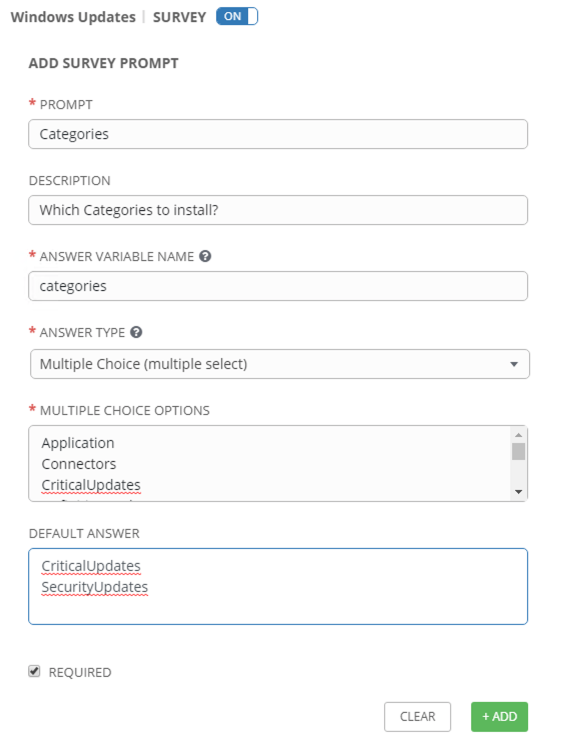 Windows Updates | SURVEY ON
ADD SURVEY PROMPT
* PROMPT
Categories
DESCRIPTION
Which Categories to install?
* ANSWER VARIABLE NAME ?
categories
* ANSWER TYPE ?
Multiple Choice (multiple select)
* MULTIPLE CHOICE OPTIONS
Application
Connectors
CriticalUpdates
DEFAULT ANSWER
CriticalUpdates
SecurityUpdates
REQUIRED
CLEAR + ADD